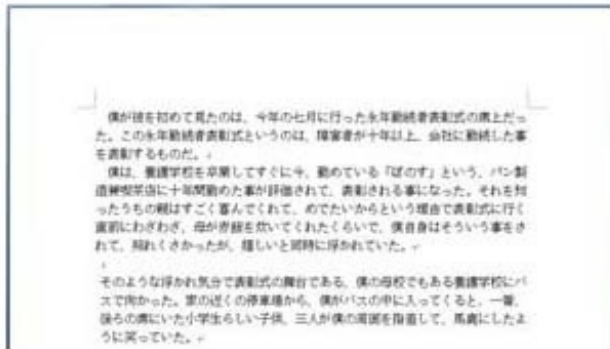 僕が彼を初めて見たのは、今年の七月に行った永年勤続者表彰式の席上だっ
た。この永年勤続者表彰式というのは、障害者が十年以上、会社に勤続した事
を表彰するものだ。
僕は、養護学校を卒業してすぐに今、勤めている「ぽのす」という、パン製
造兼喫茶店に十年間勤めた事が評価されて、表彰される事になった。それを知
ったうちの親はすごく喜んでくれて、めでたいからという理由で表彰式に行く
直前にわざわざ、母が赤飯を炊いてくれたくらいで、僕自身はそういう事をさ
れて、照れくさかったが、嬉しいと同時に浮かれていた。
そのような浮かれ気分で表彰式の舞台である、僕の母校でもある養護学校にバ
スで向かった。家の近くの停車場から、僕がバスの中に入ってくると、一番、
後ろの席にいた小学生らしい子供、三人が僕の周囲を指差して、馬鹿にしたよ
うに笑っていた。